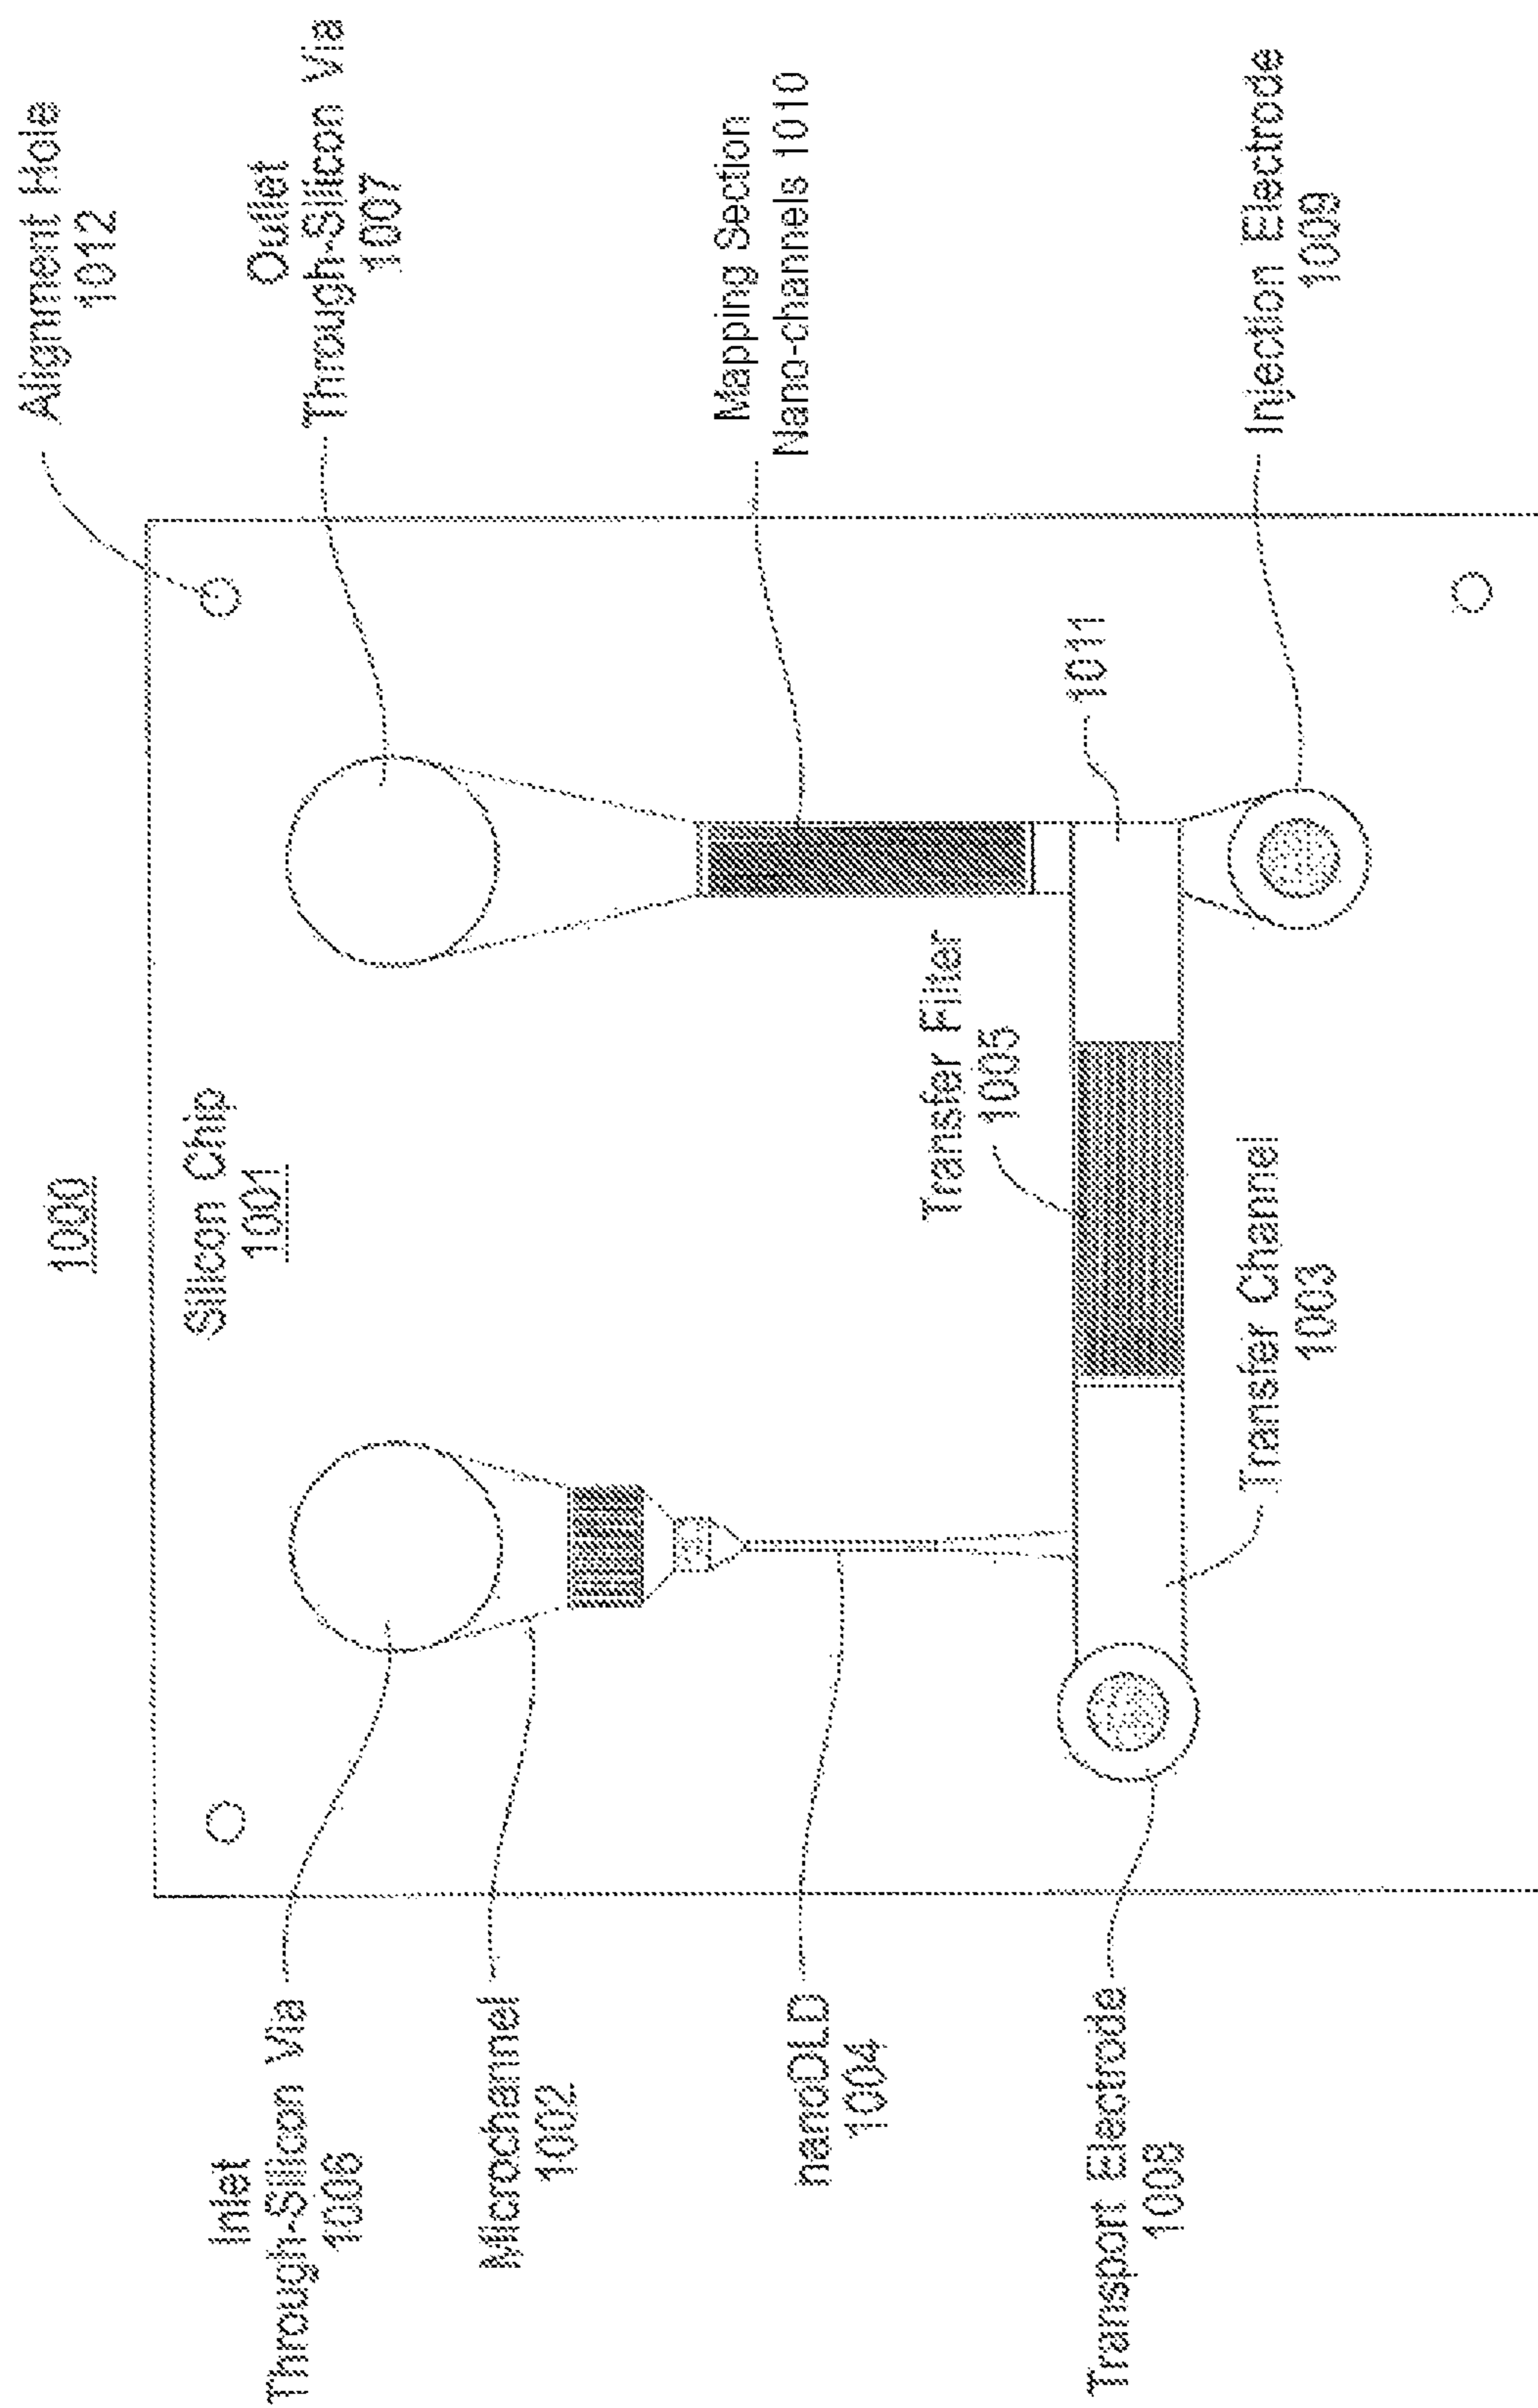 1000
Silicon Chip
1001
Alignment Hole
1012
Outlet
Through-Silicon Via
1007
Inlet
Through-Silicon Via
1006
Microchannel
1002
Mapping Section
Nano-channels 1010
nanoDLD
1004
Transfer Filter
1005
1011
Transport Electrode
1008
Transfer Channel
1003
Injection Electrode
1009